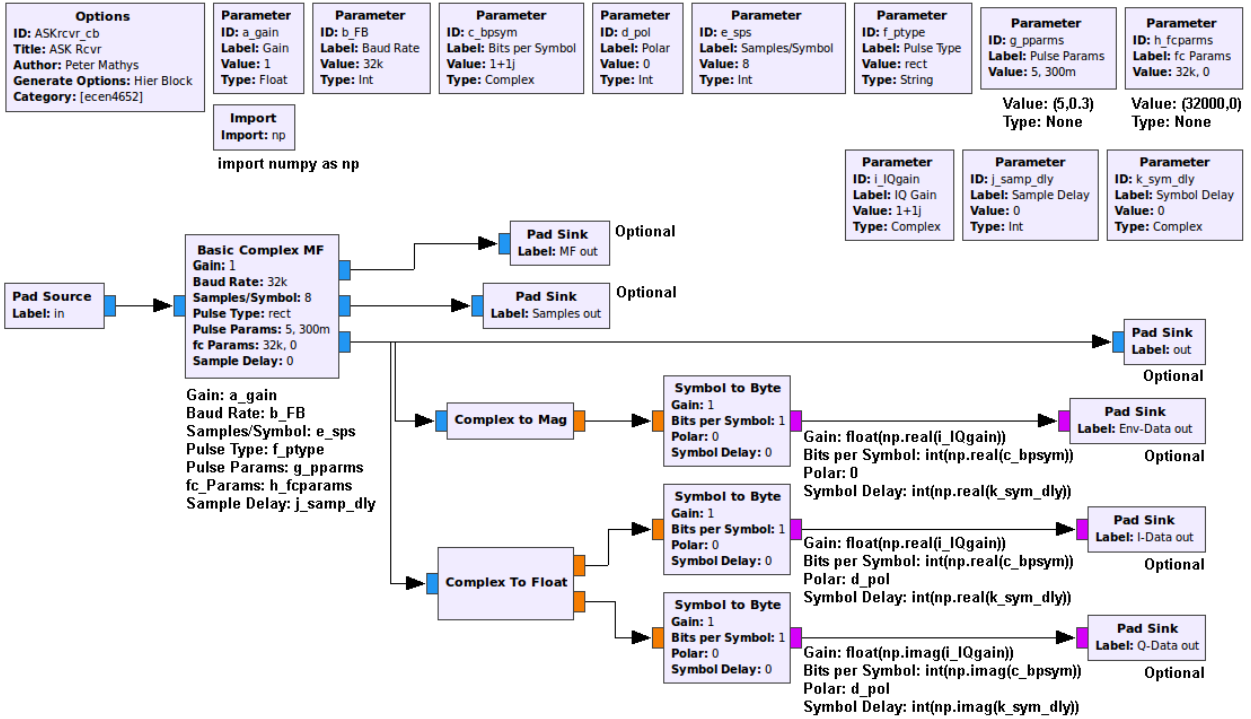 Options
ID: ASKrcvr_cb
Title: ASK Rcvr
Author: Peter Mathys
Generate Options: Hier Block
Category: [ecen4652]
Parameter
ID: a_gain
Label: Gain
Value: 1
Type: Float
Parameter
ID: b_FB
Label: Baud Rate
Value: 32k
Type: Int
Parameter
ID: c_bpsym
Label: Bits per Symbol
Value: 1+1j
Type: Complex
Parameter
ID: d_pol
Label: Polar
Value: 0
Type: Int
Parameter
ID: e_sps
Label: Samples/Symbol
Value: 8
Type: Int
Parameter
ID: f_ptype
Label: Pulse Type
Value: rect
Type: String
Parameter
ID: g_pparms
Label: Pulse Params
Value: 5, 300m
Value: (5,0.3)
Type: None
Parameter
ID: h_fcparms
Label: fc Params
Value: 32k, 0
Value: (32000,0)
Type: None
Import
Import: np
import numpy as np
Parameter
ID: i_IQgain
Label: IQ Gain
Value: 1+1j
Type: Complex
Parameter
ID: j_samp_dly
Label: Sample Delay
Value: 0
Type: Int
Parameter
ID: k_sym_dly
Label: Symbol Delay
Value: 0
Type: Complex
Pad Source
Label: in
Basic Complex MF
Gain: 1
Baud Rate: 32k
Samples/Symbol: 8
Pulse Type: rect
Pulse Params: 5, 300m
fc Params: 32k, 0
Sample Delay: 0
Gain: a_gain
Baud Rate: b_FB
Samples/Symbol: e_sps
Pulse Type: f_ptype
Pulse Params: g_pparms
fc_Params: h_fcparams
Sample Delay: j_samp_dly
Pad Sink
Label: MF out
Optional
Pad Sink
Label: Samples out
Optional
Pad Sink
Label: out
Optional
Complex to Mag
Symbol to Byte
Gain: 1
Bits per Symbol: 1
Polar: 0
Symbol Delay: 0
Gain: float(np.real(i_IQgain))
Bits per Symbol: int(np.real(c_bpsym))
Polar: 0
Symbol Delay: int(np.real(k_sym_dly))
Pad Sink
Label: Env-Data out
Optional
Complex To Float
Symbol to Byte
Gain: 1
Bits per Symbol: 1
Polar: 0
Symbol Delay: 0
Gain: float(np.real(i_IQgain))
Bits per Symbol: int(np.real(c_bpsym))
Polar: d_pol
Symbol Delay: int(np.real(k_sym_dly))
Pad Sink
Label: I-Data out
Optional
Symbol to Byte
Gain: 1
Bits per Symbol: 1
Polar: 0
Symbol Delay: 0
Gain: float(np.imag(i_IQgain))
Bits per Symbol: int(np.imag(c_bpsym))
Polar: d_pol
Symbol Delay: int(np.imag(k_sym_dly))
Pad Sink
Label: Q-Data out
Optional